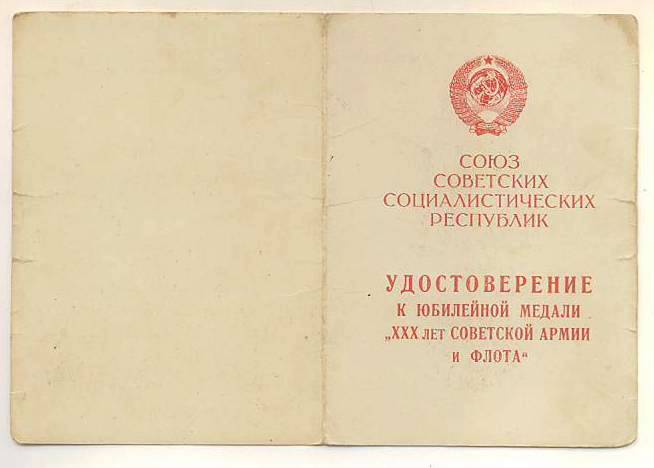 СОЮЗ
СОВЕТСКИХ
СОЦИАЛИСТИЧЕСКИХ
РЕСПУБЛИК
УДОСТОВЕРЕНИЕ
К ЮБИЛЕЙНОЙ МЕДАЛИ
„XXX ЛЕТ СОВЕТСКОЙ АРМИИ
И ФЛОТА“